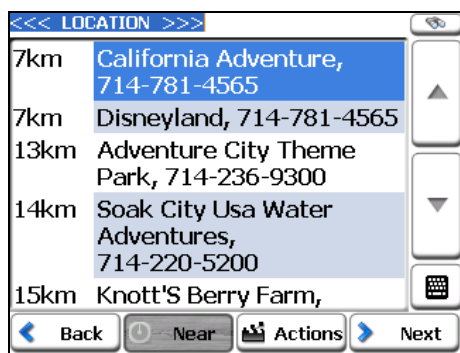 <<< LOCATION >>>
7km California Adventure,
714-781-4565
7km Disneyland, 714-781-4565
13km Adventure City Theme
Park, 714-236-9300
14km Soak City Usa Water
Adventures,
714-220-5200
15km Knott'S Berry Farm,
Back Near Actions Next